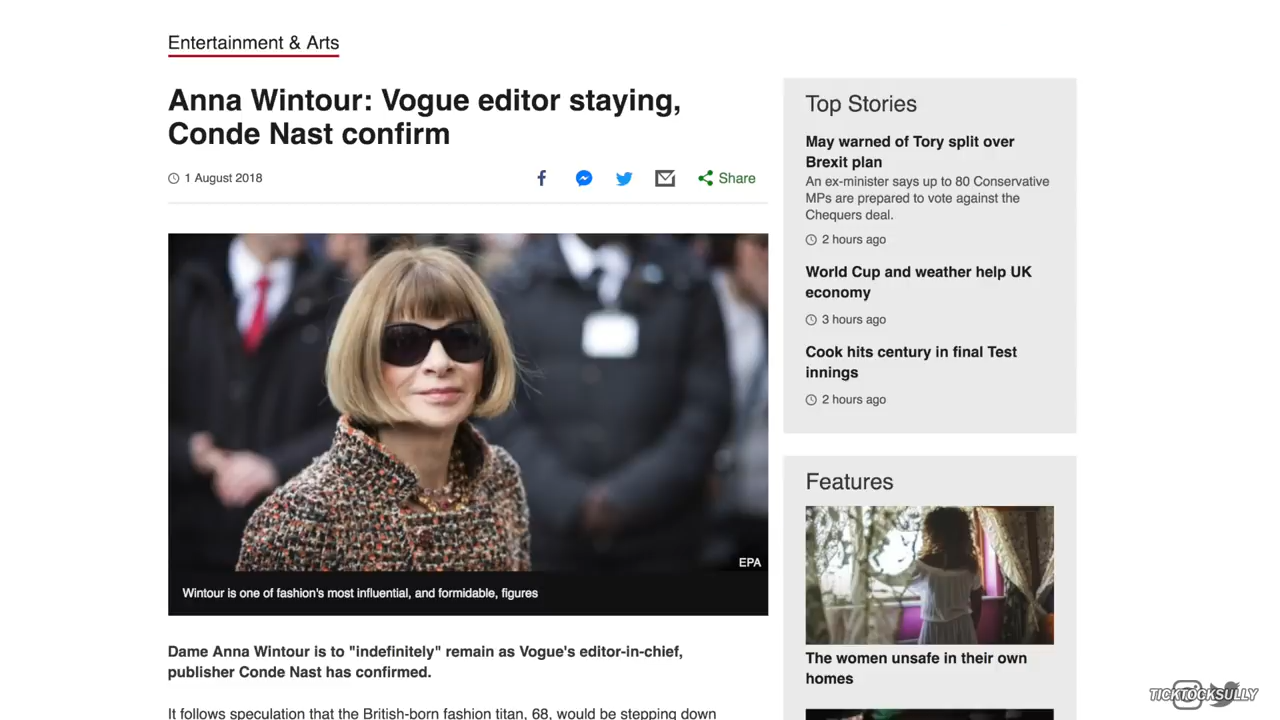 Entertainment & Arts
Anna Wintour: Vogue editor staying,
Conde Nast confirm
1 August 2018
Share
EPA
Wintour is one of fashion's most influential, and formidable, figures
Dame Anna Wintour is to "indefinitely" remain as Vogue's editor-in-chief,
publisher Conde Nast has confirmed.
It follows speculation that the British-born fashion titan, 68, would be stepping down
Top Stories
May warned of Tory split over
Brexit plan
An ex-minister says up to 80 Conservative
MPs are prepared to vote against the
Chequers deal.
2 hours ago
World Cup and weather help UK
economy
3 hours ago
Cook hits century in final Test
innings
2 hours ago
Features
The women unsafe in their own
homes
TICKTOCKSULLY